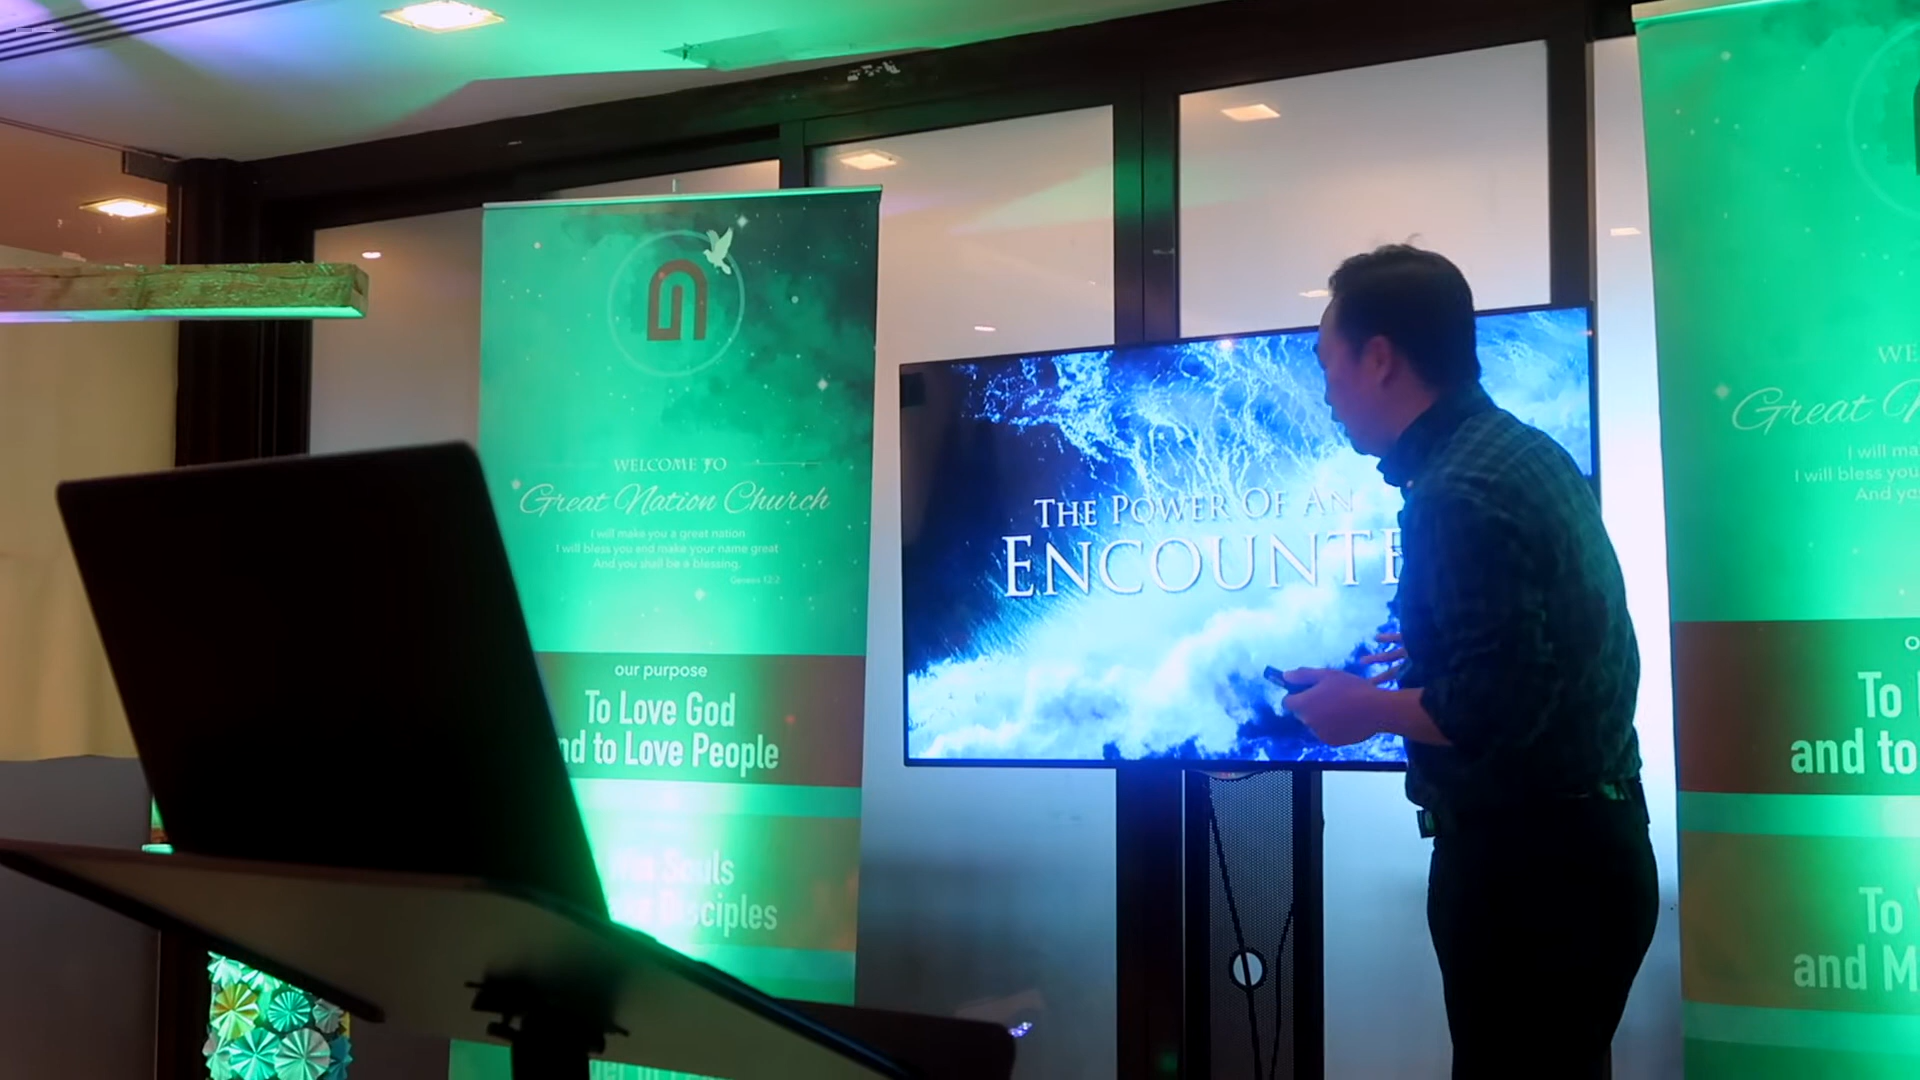 WELCOME TO
Great Nation Church
I will make you a great nation
I will bless you and make your name great
And you shall be a blessing.
Genesis 12:2
our purpose
To Love God
nd to Love People
Souls
sciples
THE POWER OF AN
ENCOUNTE
WE
Great N
I will ma
I will bless you
And yo
o
To
and to
To
and M